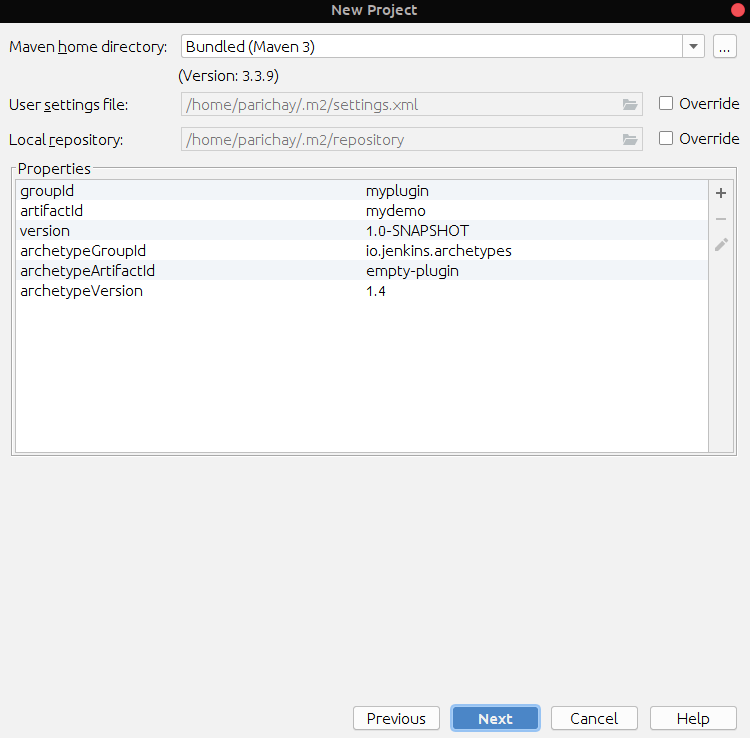 New Project
Maven home directory: Bundled (Maven 3) ...
(Version: 3.3.9)
User settings file: /home/parichay/.m2/settings.xml Override
Local repository: /home/parichay/.m2/repository Override
Properties
groupId myplugin
artifactId mydemo
version 1.0-SNAPSHOT
archetypeGroupId io.jenkins.archetypes
archetypeArtifactId empty-plugin
archetypeVersion 1.4
Previous Next Cancel Help